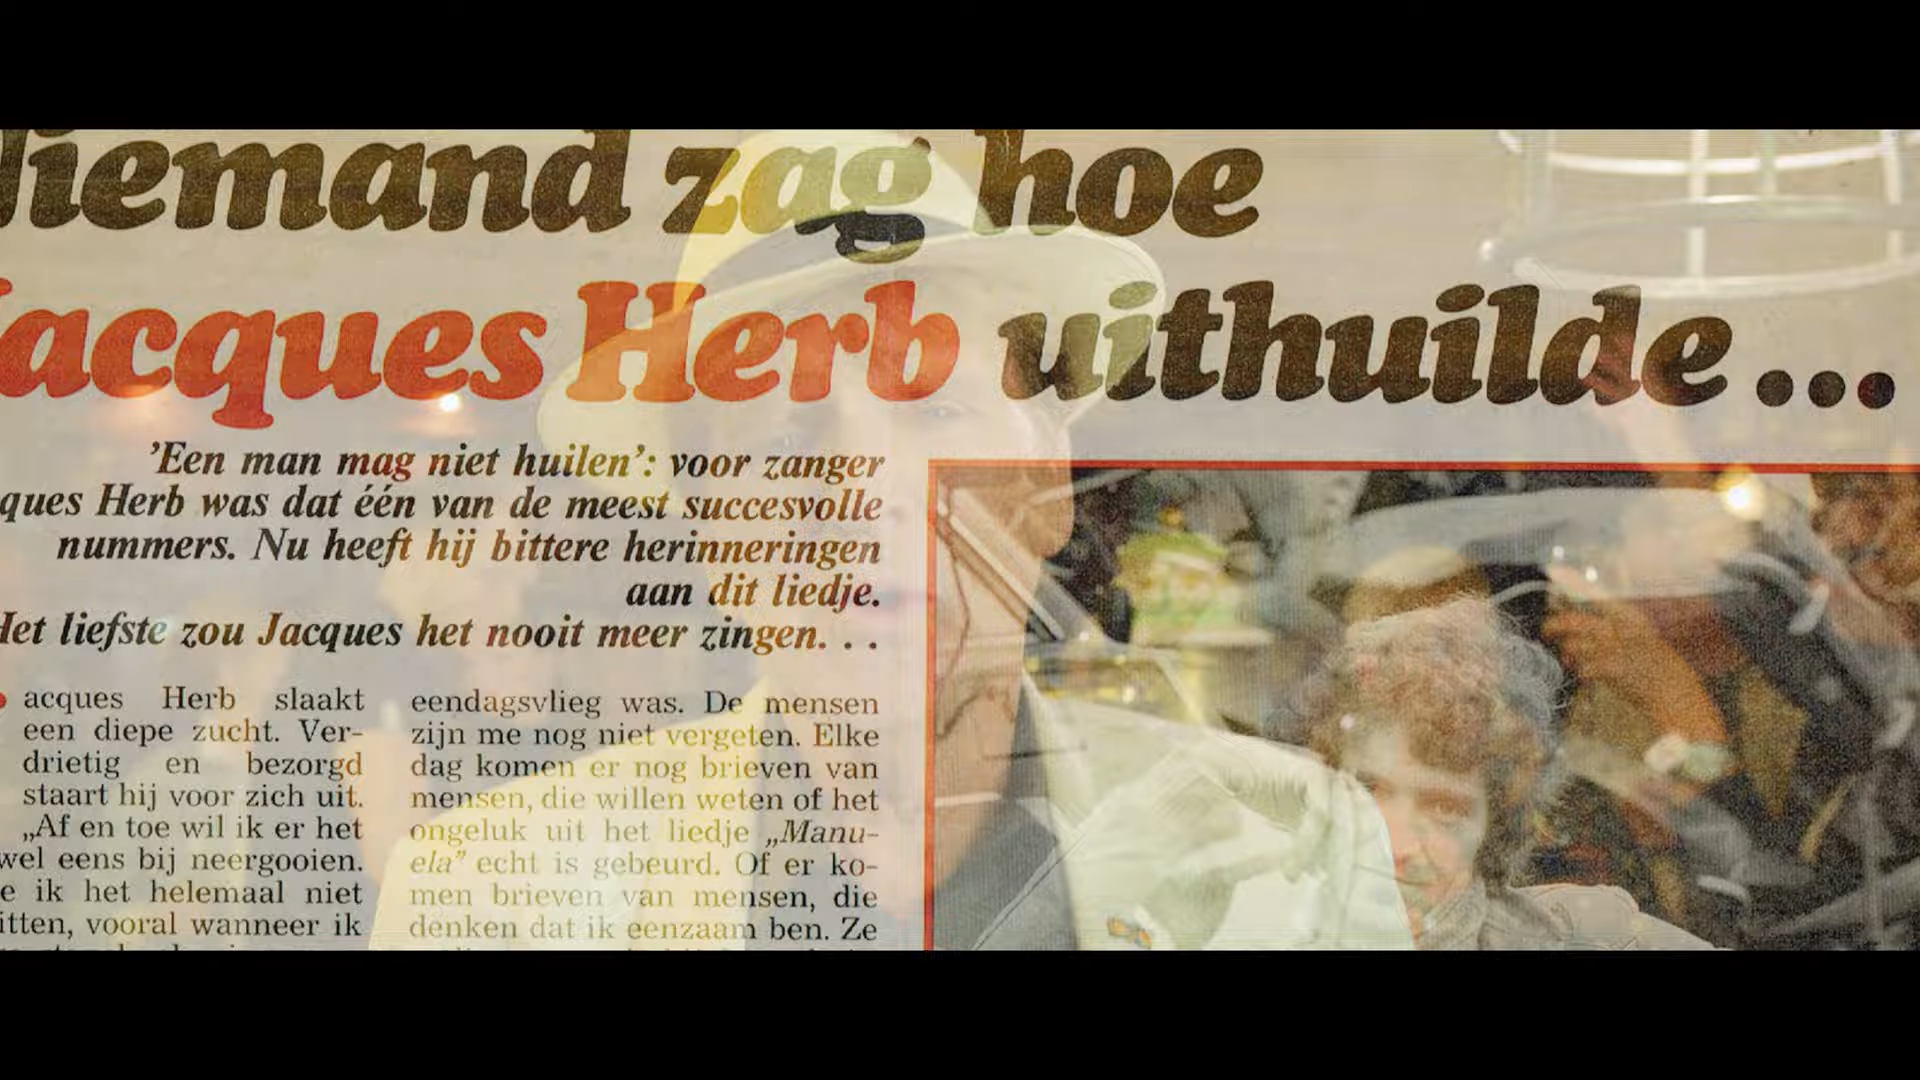 Niemand zag hoe
Jacques Herb uithuilde...
'Een man mag niet huilen': voor zanger
ques Herb was dat één van de meest succesvolle
nummers. Nu heeft hij bittere herinneringen
aan dit liedje.
Het liefste zou Jacques het nooit meer zingen. . .
acques Herb slaakt
een diepe zucht. Ver-
drietig en bezorgd
staart hij voor zich uit.
„Af en toe wil ik er het
wel eens bij neergooien.
e ik het helemaal niet
itten, vooral wanneer ik
eendagsvlieg was. De mensen
zijn me nog niet vergeten. Elke
dag komen er nog brieven van
mensen, die willen weten of het
ongeluk uit het liedje „Manu-
ela” echt is gebeurd. Of er ko-
men brieven van mensen, die
denken dat ik eenzaam ben. Ze